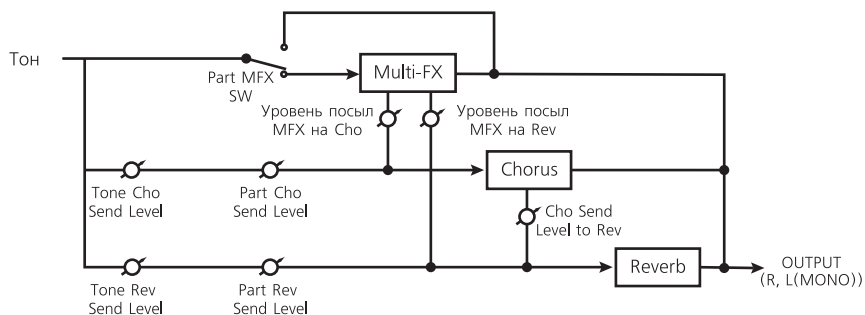 Тон
Part MFX
SW
Multi-FX
Уровень посыл
MFX на Cho
Уровень посыл
MFX на Rev
Chorus
Tone Cho
Send Level
Part Cho
Send Level
Cho Send
Level to Rev
Reverb
OUTPUT
(R, L(MONO))
Tone Rev
Send Level
Part Rev
Send Level